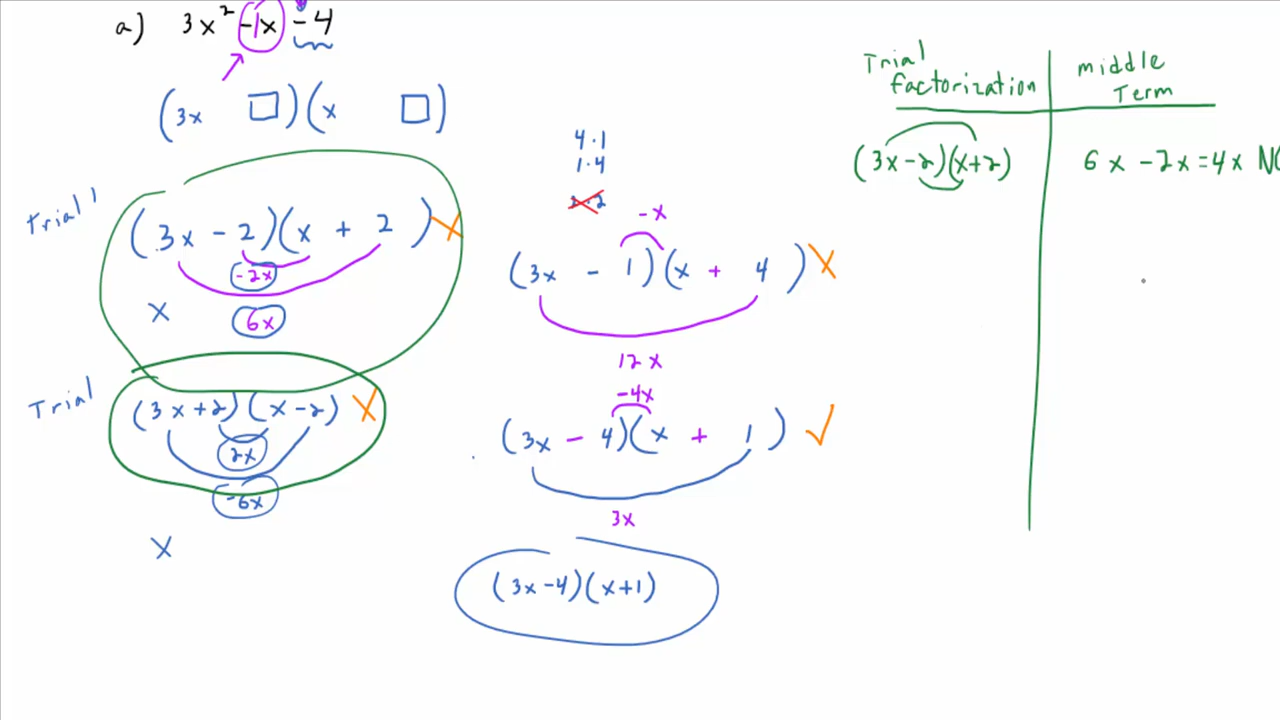 a) 3x² -1x - 4
(3x □)(x □)
4·1
1·4
2·2
Trial 1
(3x - 2)(x + 2) X
-2x
6x
X
Trial
(3x+2)(x-2) X
2x
-6x
X
-x
(3x - 1)(x + 4) X
12x
-4x
(3x - 4)(x + 1) ✓
3x
(3x-4)(x+1)
Trial factorization
middle Term
(3x-2)(x+2)
6x -2x=4x NO